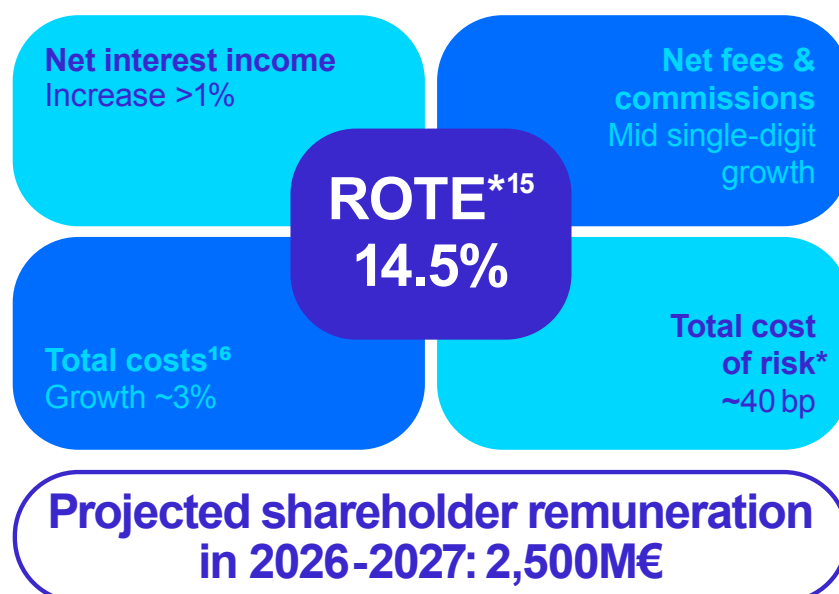 Net interest income
Increase >1%
Net fees &
commissions
Mid single-digit
growth
ROTE*¹⁵
14.5%
Total costs¹⁶
Growth ~3%
Total cost
of risk*
~40 bp
Projected shareholder remuneration
in 2026-2027: 2,500M€